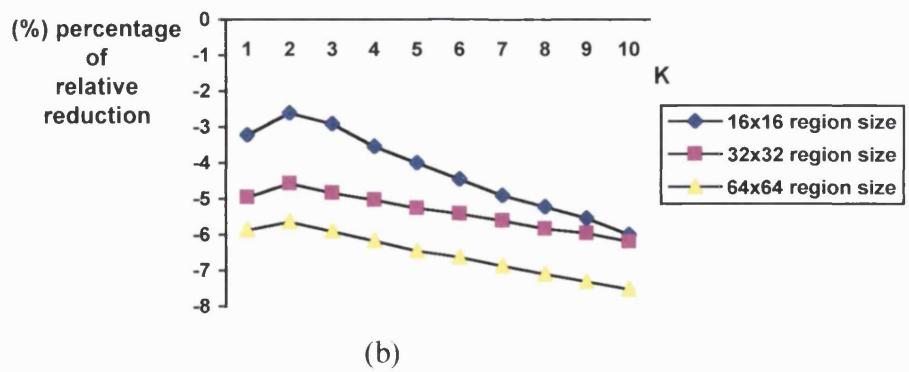 (%) percentage
of
relative
reduction
0
-1
-2
-3
-4
-5
-6
-7
-8
1 2 3 4 5 6 7 8 9 10
K
16x16 region size
32x32 region size
64x64 region size
(b)